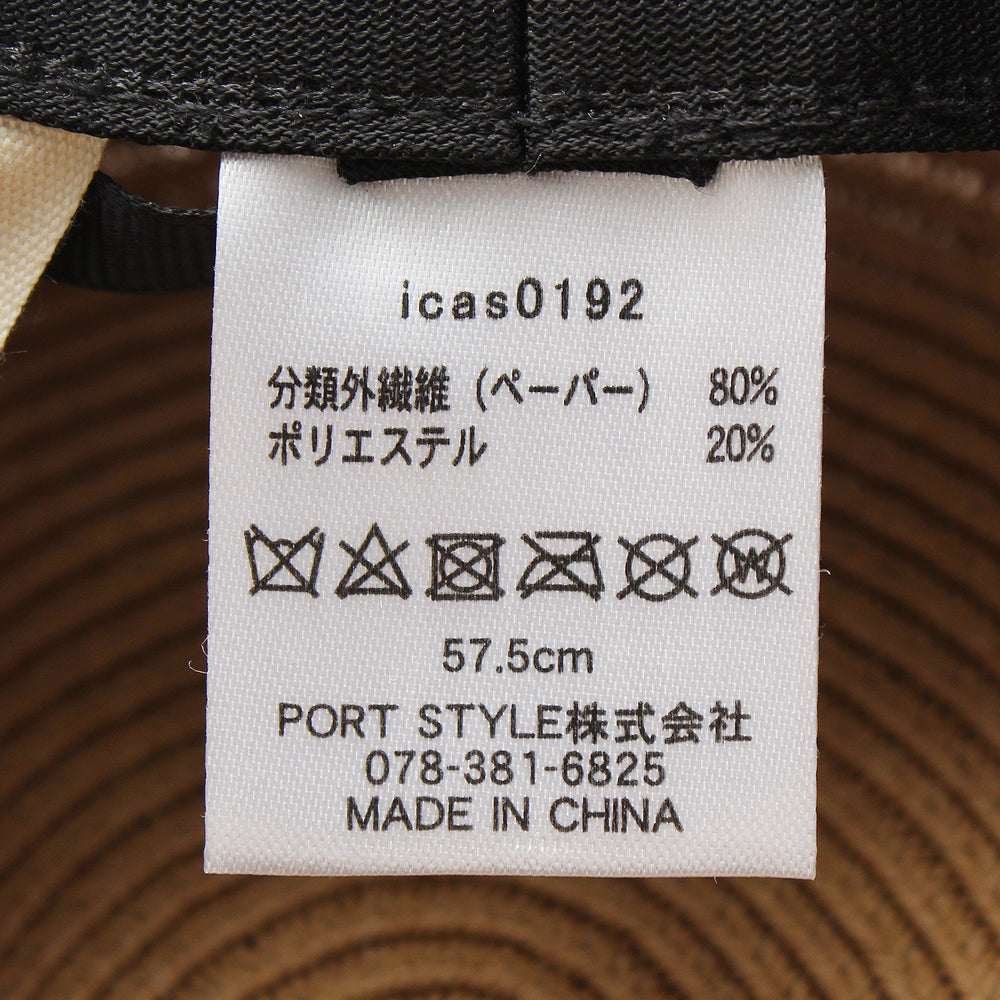 icas0192
分類外繊維（ペーパー） 80%
ポリエステル 20%
57.5cm
PORT STYLE株式会社
078-381-6825
MADE IN CHINA